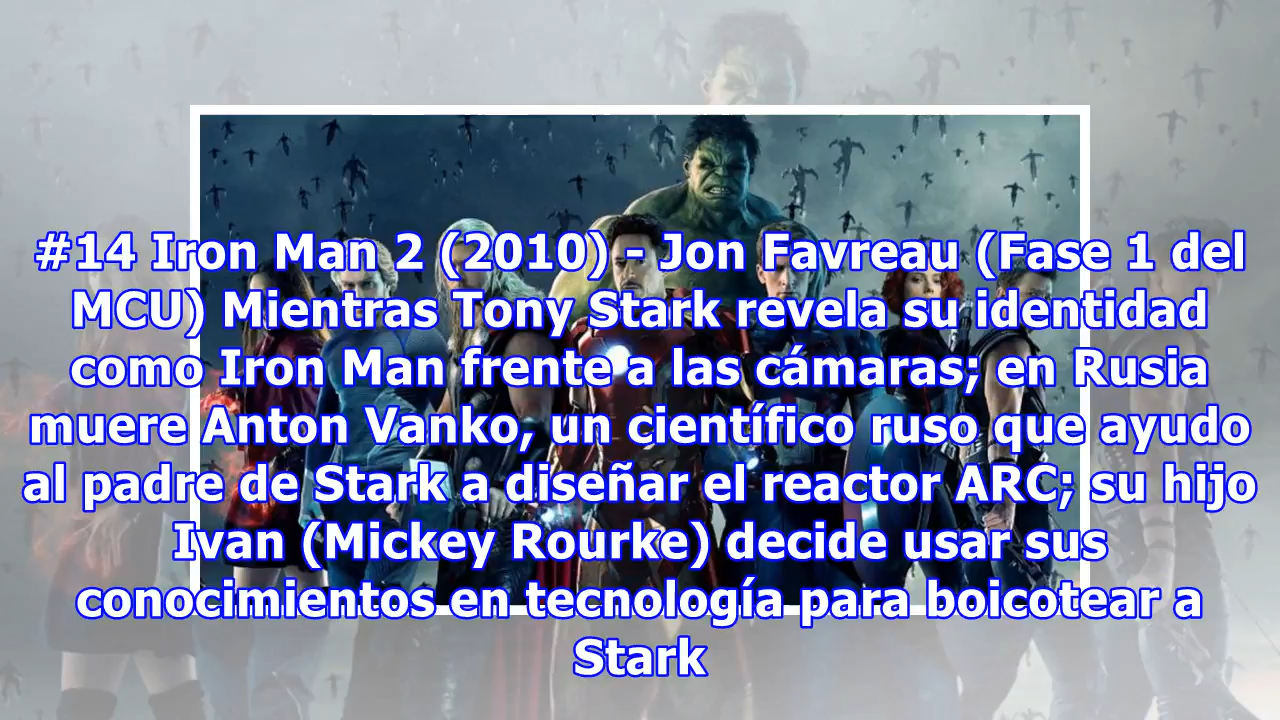 #14 Iron Man 2 (2010) - Jon Favreau (Fase 1 del
MCU) Mientras Tony Stark revela su identidad
como Iron Man frente a las cámaras; en Rusia
muere Anton Vanko, un científico ruso que ayudo
al padre de Stark a diseñar el reactor ARC; su hijo
Ivan (Mickey Rourke) decide usar sus
conocimientos en tecnología para boicotear a
Stark